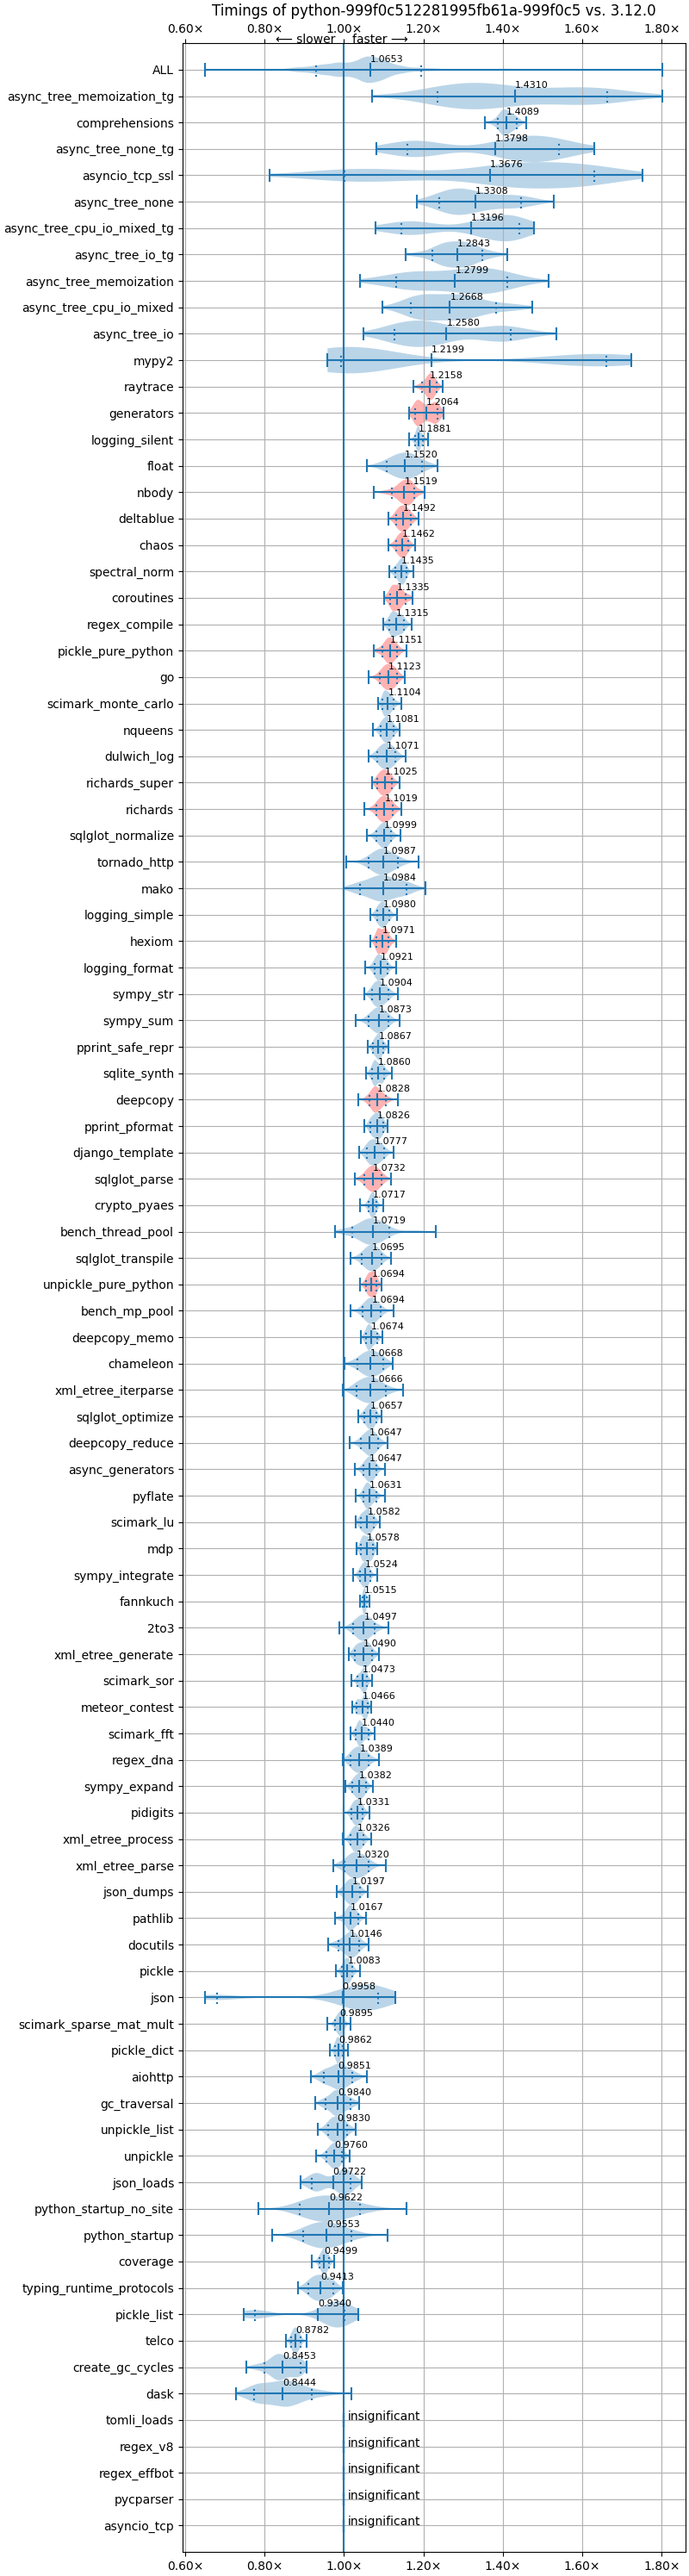 Timings of python-999f0c512281995fb61a-999f0c5 vs. 3.12.0
0.60× 0.80× 1.00× 1.20× 1.40× 1.60× 1.80×
⟵ slower faster ⟶
ALL 1.0653
async_tree_memoization_tg 1.4310
comprehensions 1.4089
async_tree_none_tg 1.3798
asyncio_tcp_ssl 1.3676
async_tree_none 1.3308
async_tree_cpu_io_mixed_tg 1.3196
async_tree_io_tg 1.2843
async_tree_memoization 1.2799
async_tree_cpu_io_mixed 1.2668
async_tree_io 1.2580
mypy2 1.2199
raytrace 1.2158
generators 1.2064
logging_silent 1.1881
float 1.1520
nbody 1.1519
deltablue 1.1492
chaos 1.1462
spectral_norm 1.1435
coroutines 1.1335
regex_compile 1.1315
pickle_pure_python 1.1151
go 1.1123
scimark_monte_carlo 1.1104
nqueens 1.1081
dulwich_log 1.1071
richards_super 1.1025
richards 1.1019
sqlglot_normalize 1.0999
tornado_http 1.0987
mako 1.0984
logging_simple 1.0980
hexiom 1.0971
logging_format 1.0921
sympy_str 1.0904
sympy_sum 1.0873
pprint_safe_repr 1.0867
sqlite_synth 1.0860
deepcopy 1.0828
pprint_pformat 1.0826
django_template 1.0777
sqlglot_parse 1.0732
crypto_pyaes 1.0717
bench_thread_pool 1.0719
sqlglot_transpile 1.0695
unpickle_pure_python 1.0694
bench_mp_pool 1.0694
deepcopy_memo 1.0674
chameleon 1.0668
xml_etree_iterparse 1.0666
sqlglot_optimize 1.0657
deepcopy_reduce 1.0647
async_generators 1.0647
pyflate 1.0631
scimark_lu 1.0582
mdp 1.0578
sympy_integrate 1.0524
fannkuch 1.0515
2to3 1.0497
xml_etree_generate 1.0490
scimark_sor 1.0473
meteor_contest 1.0466
scimark_fft 1.0440
regex_dna 1.0389
sympy_expand 1.0382
pidigits 1.0331
xml_etree_process 1.0326
xml_etree_parse 1.0320
json_dumps 1.0197
pathlib 1.0167
docutils 1.0146
pickle 1.0083
json 0.9958
scimark_sparse_mat_mult 0.9895
pickle_dict 0.9862
aiohttp 0.9851
gc_traversal 0.9840
unpickle_list 0.9830
unpickle 0.9760
json_loads 0.9722
python_startup_no_site 0.9622
python_startup 0.9553
coverage 0.9499
typing_runtime_protocols 0.9413
pickle_list 0.9340
telco 0.8782
create_gc_cycles 0.8453
dask 0.8444
tomli_loads insignificant
regex_v8 insignificant
regex_effbot insignificant
pycparser insignificant
asyncio_tcp insignificant
0.60× 0.80× 1.00× 1.20× 1.40× 1.60× 1.80×